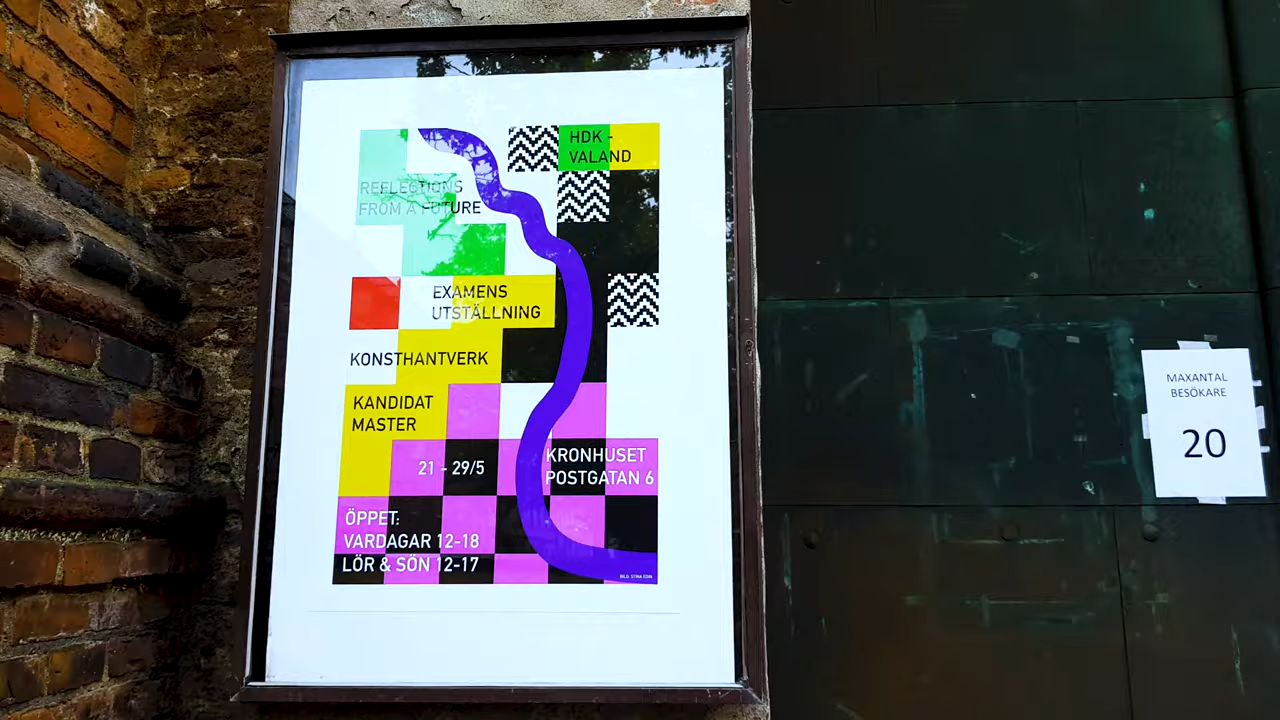 HDK -
VALAND
REFLECTIONS
FROM A FUTURE
EXAMENS
UTSTÄLLNING
KONSTHANTVERK
KANDIDAT
MASTER
21 - 29/5
KRONHUSET
POSTGATAN 6
ÖPPET:
VARDAGAR 12-18
LÖR & SÖN 12-17
BILD: STINA EDIN
MAXANTAL
BESÖKARE
20